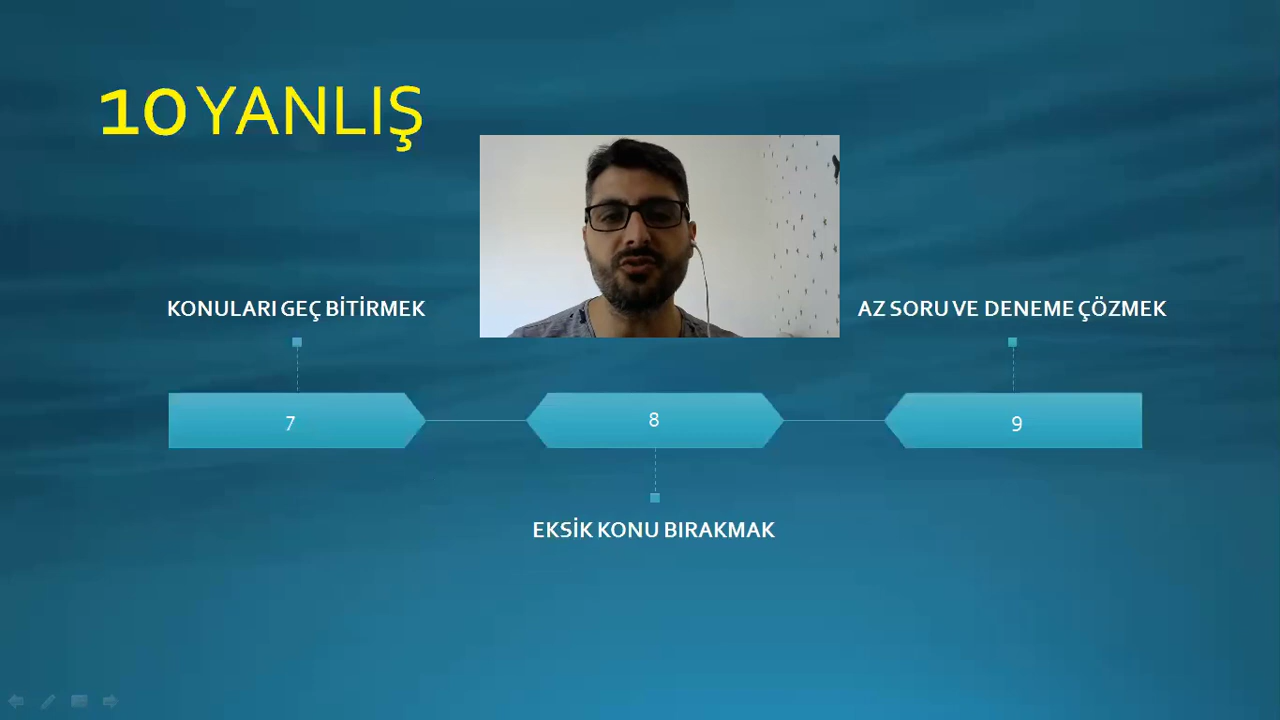 10 YANLIŞ
KONULARI GEÇ BİTİRMEK
AZ SORU VE DENEME ÇÖZMEK
7
8
9
EKSİK KONU BIRAKMAK